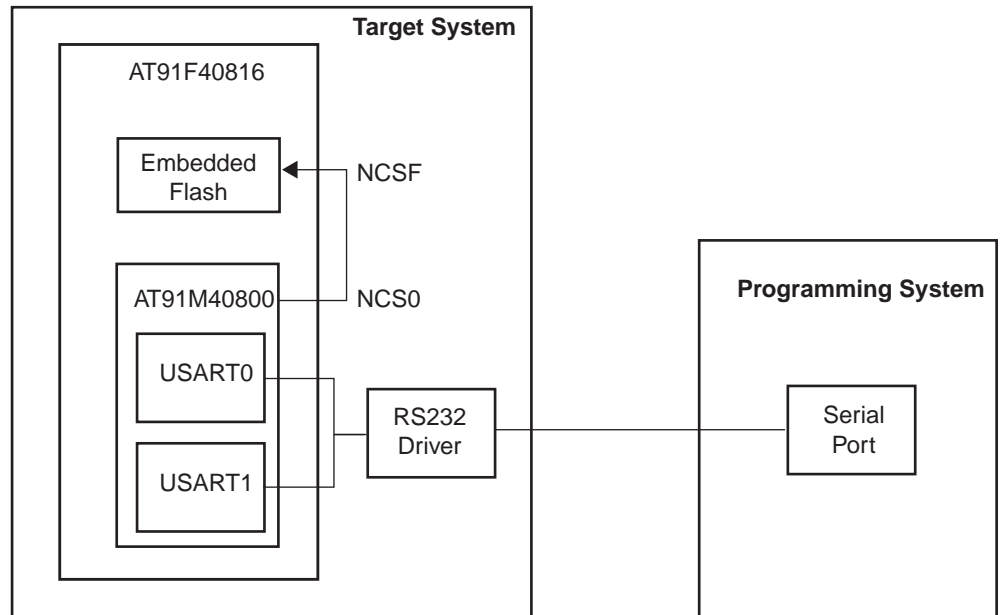 Target System
AT91F40816
Embedded
Flash
NCSF
AT91M40800
NCS0
USART0
USART1
RS232
Driver
Programming System
Serial
Port